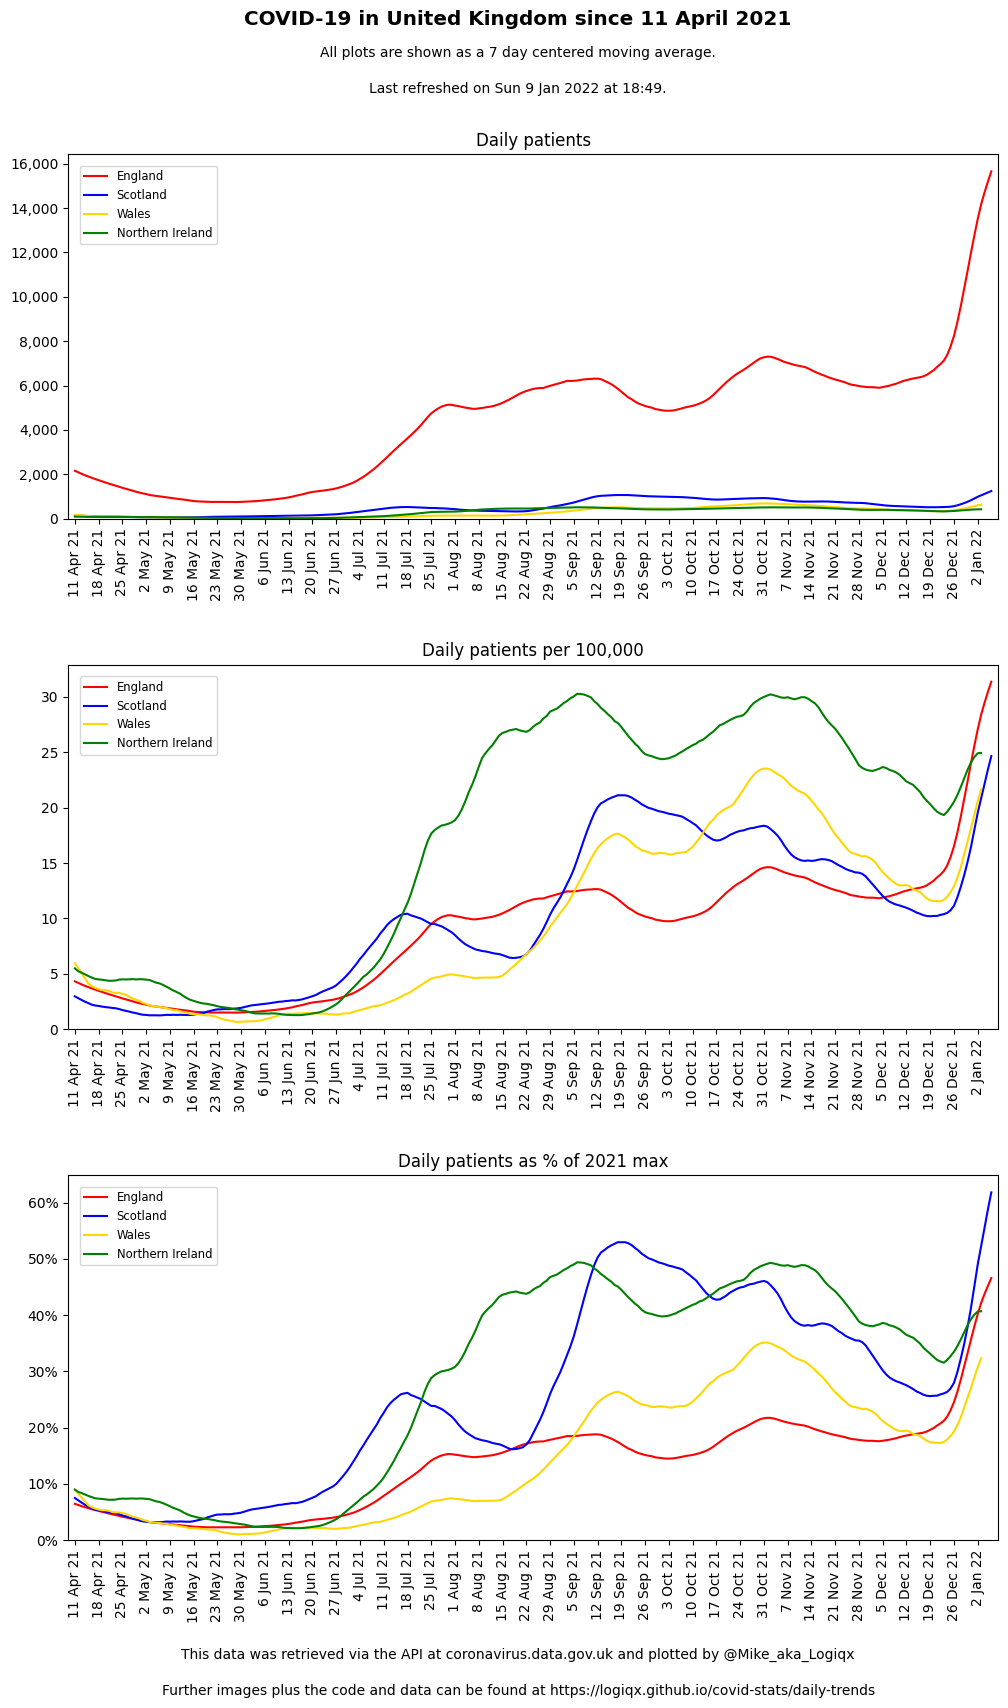 COVID-19 in United Kingdom since 11 April 2021
All plots are shown as a 7 day centered moving average.
Last refreshed on Sun 9 Jan 2022 at 18:49.
Daily patients
16,000
14,000
12,000
10,000
8,000
6,000
4,000
2,000
0
England
Scotland
Wales
Northern Ireland
11 Apr 21
18 Apr 21
25 Apr 21
2 May 21
9 May 21
16 May 21
23 May 21
30 May 21
6 Jun 21
13 Jun 21
20 Jun 21
27 Jun 21
4 Jul 21
11 Jul 21
18 Jul 21
25 Jul 21
1 Aug 21
8 Aug 21
15 Aug 21
22 Aug 21
29 Aug 21
5 Sep 21
12 Sep 21
19 Sep 21
26 Sep 21
3 Oct 21
10 Oct 21
17 Oct 21
24 Oct 21
31 Oct 21
7 Nov 21
14 Nov 21
21 Nov 21
28 Nov 21
5 Dec 21
12 Dec 21
19 Dec 21
26 Dec 21
2 Jan 22
Daily patients per 100,000
30
25
20
15
10
5
0
England
Scotland
Wales
Northern Ireland
11 Apr 21
18 Apr 21
25 Apr 21
2 May 21
9 May 21
16 May 21
23 May 21
30 May 21
6 Jun 21
13 Jun 21
20 Jun 21
27 Jun 21
4 Jul 21
11 Jul 21
18 Jul 21
25 Jul 21
1 Aug 21
8 Aug 21
15 Aug 21
22 Aug 21
29 Aug 21
5 Sep 21
12 Sep 21
19 Sep 21
26 Sep 21
3 Oct 21
10 Oct 21
17 Oct 21
24 Oct 21
31 Oct 21
7 Nov 21
14 Nov 21
21 Nov 21
28 Nov 21
5 Dec 21
12 Dec 21
19 Dec 21
26 Dec 21
2 Jan 22
Daily patients as % of 2021 max
60%
50%
40%
30%
20%
10%
0%
England
Scotland
Wales
Northern Ireland
11 Apr 21
18 Apr 21
25 Apr 21
2 May 21
9 May 21
16 May 21
23 May 21
30 May 21
6 Jun 21
13 Jun 21
20 Jun 21
27 Jun 21
4 Jul 21
11 Jul 21
18 Jul 21
25 Jul 21
1 Aug 21
8 Aug 21
15 Aug 21
22 Aug 21
29 Aug 21
5 Sep 21
12 Sep 21
19 Sep 21
26 Sep 21
3 Oct 21
10 Oct 21
17 Oct 21
24 Oct 21
31 Oct 21
7 Nov 21
14 Nov 21
21 Nov 21
28 Nov 21
5 Dec 21
12 Dec 21
19 Dec 21
26 Dec 21
2 Jan 22
This data was retrieved via the API at coronavirus.data.gov.uk and plotted by @Mike_aka_Logiqx
Further images plus the code and data can be found at https://logiqx.github.io/covid-stats/daily-trends